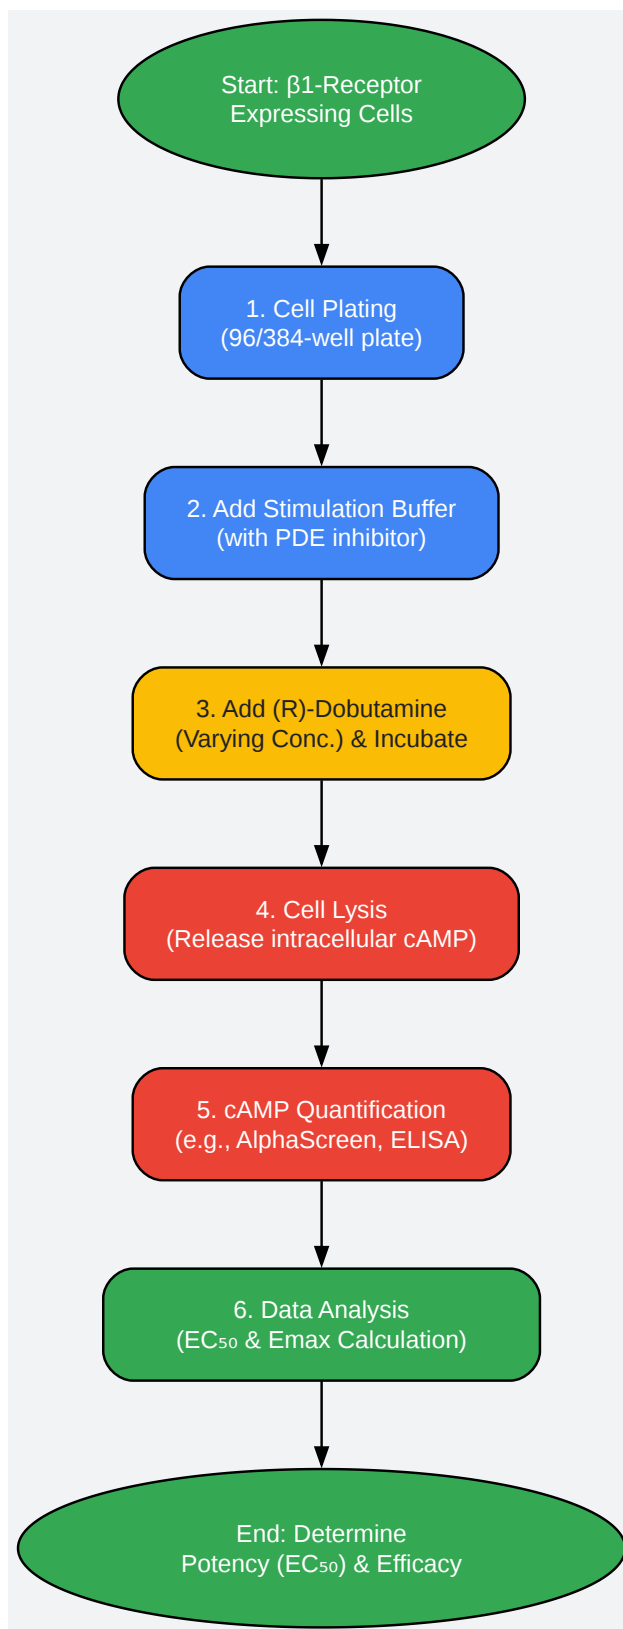 Start: β1-Receptor
Expressing Cells
1. Cell Plating
(96/384-well plate)
2. Add Stimulation Buffer
(with PDE inhibitor)
3. Add (R)-Dobutamine
(Varying Conc.) & Incubate
4. Cell Lysis
(Release intracellular cAMP)
5. cAMP Quantification
(e.g., AlphaScreen, ELISA)
6. Data Analysis
(EC₅₀ & Emax Calculation)
End: Determine
Potency (EC₅₀) & Efficacy